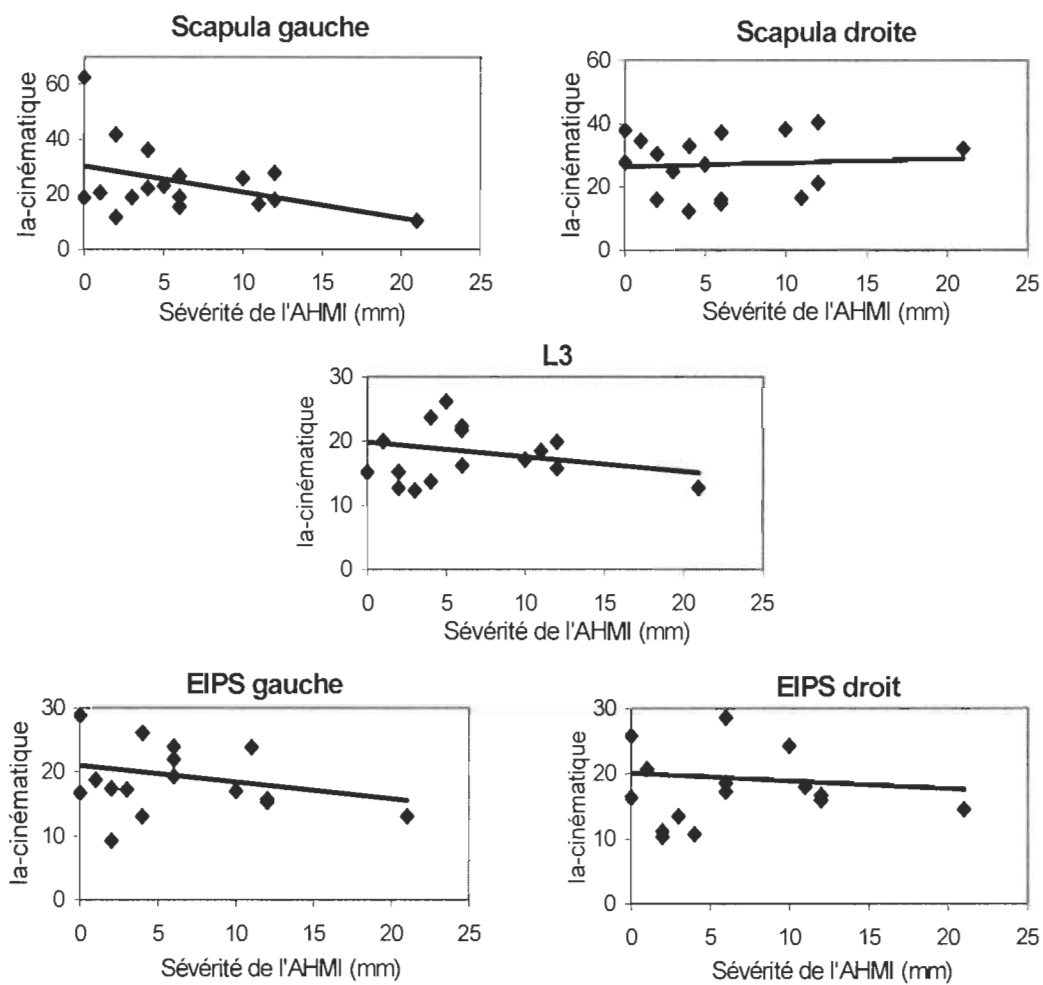 Scapula gauche
Ia-cinématique
60
40
20
0
0 5 10 15 20 25
Sévérité de l'AHMI (mm)
Scapula droite
Ia-cinématique
60
40
20
0
0 5 10 15 20 25
Sévérité de l'AHMI (mm)
L3
Ia-cinématique
30
20
10
0
0 5 10 15 20 25
Sévérité de l'AHMI (mm)
EIPS gauche
Ia-cinématique
30
20
10
0
0 5 10 15 20 25
Sévérité de l'AHMI (mm)
EIPS droit
Ia-cinématique
30
20
10
0
0 5 10 15 20 25
Sévérité de l'AHMI (mm)